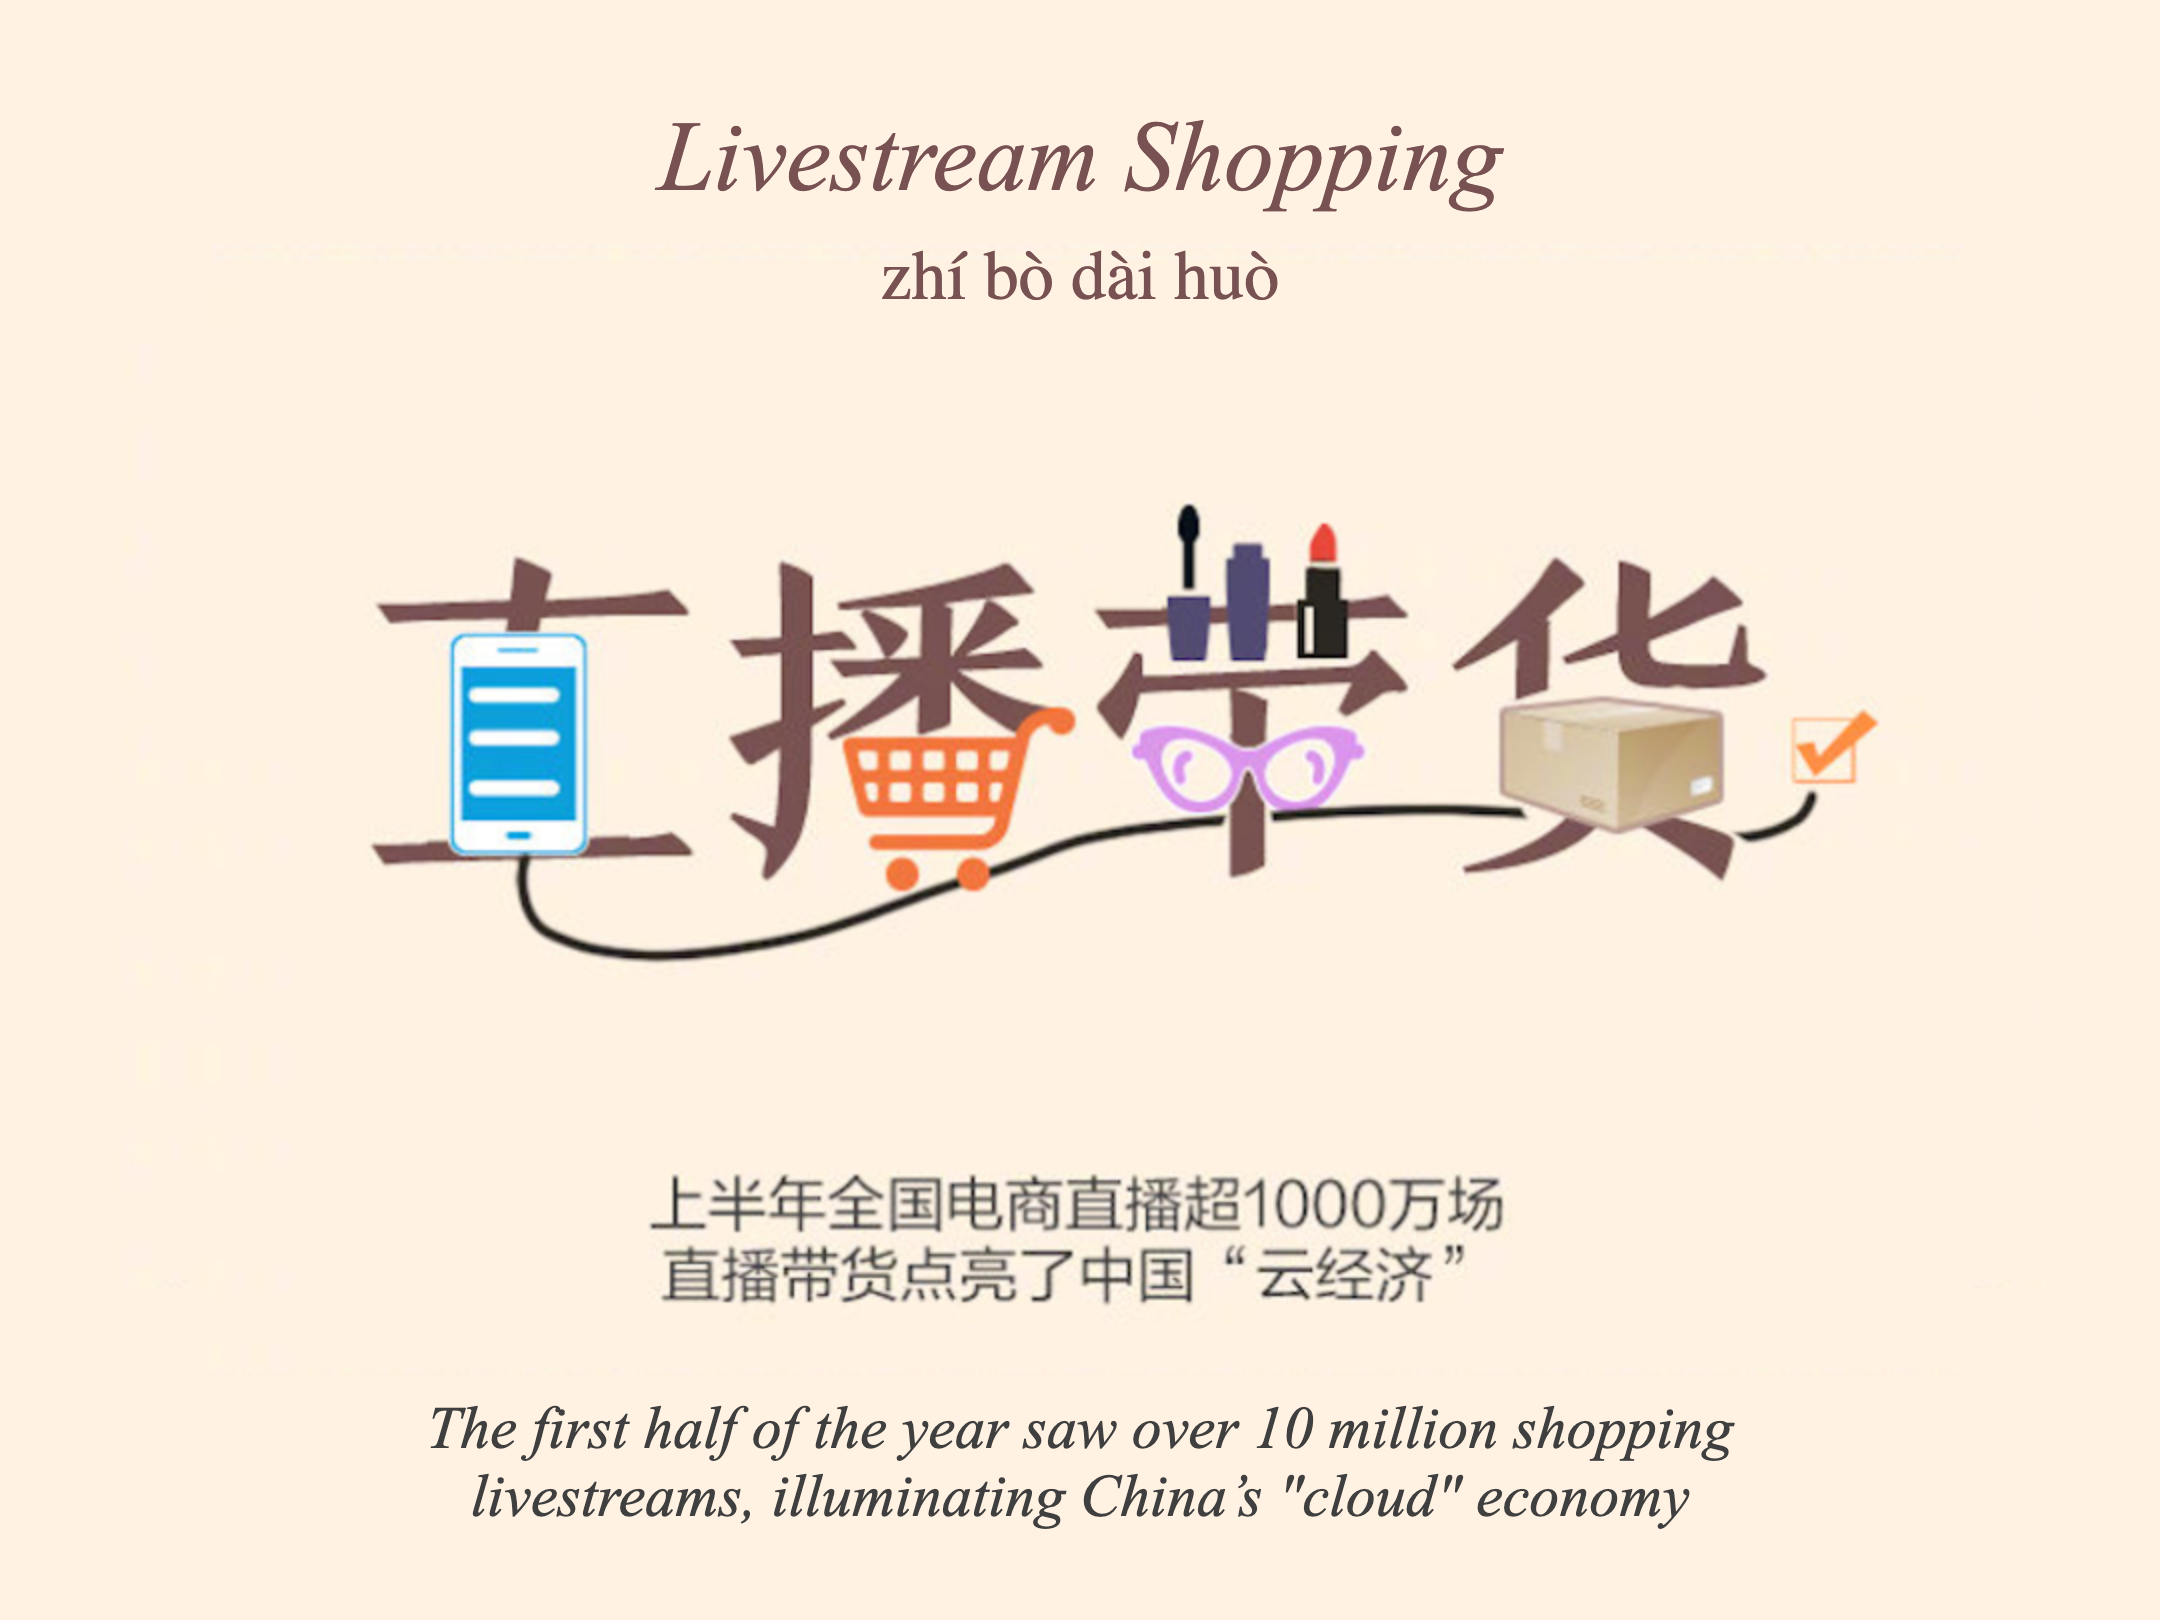 Livestream Shopping
zhí bò dài huò
直播带货
上半年全国电商直播超1000万场
直播带货点亮了中国“云经济”
The first half of the year saw over 10 million shopping
livestreams, illuminating China’s "cloud" economy